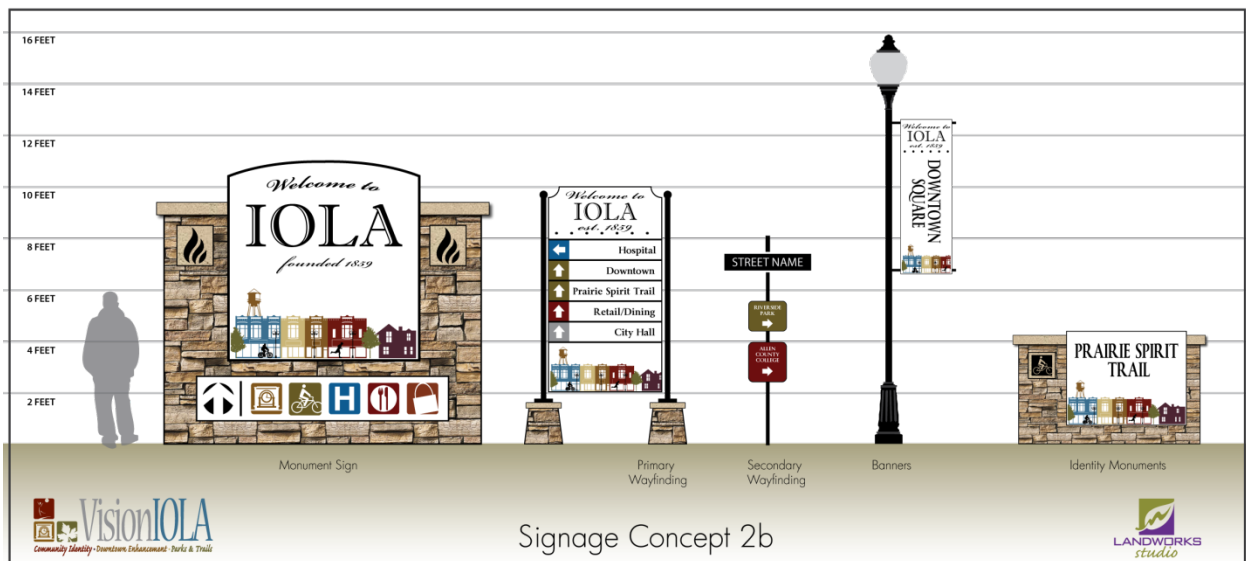 16 FEET
14 FEET
12 FEET
10 FEET
8 FEET
6 FEET
4 FEET
2 FEET
Welcome to
IOLA
founded 1859
H
Welcome to
IOLA
est. 1859
Hospital
Downtown
Prairie Spirit Trail
Retail/Dining
City Hall
STREET NAME
RIVERSIDE
PARK
ALLEN
COUNTY
COLLEGE
Welcome to
IOLA
est. 1859
DOWNTOWN
SQUARE
PRAIRIE SPIRIT
TRAIL
Monument Sign
Primary
Wayfinding
Secondary
Wayfinding
Banners
Identity Monuments
VisionIOLA
Community Identity • Downtown Enhancement • Parks & Trails
Signage Concept 2b
LANDWORKS
studio